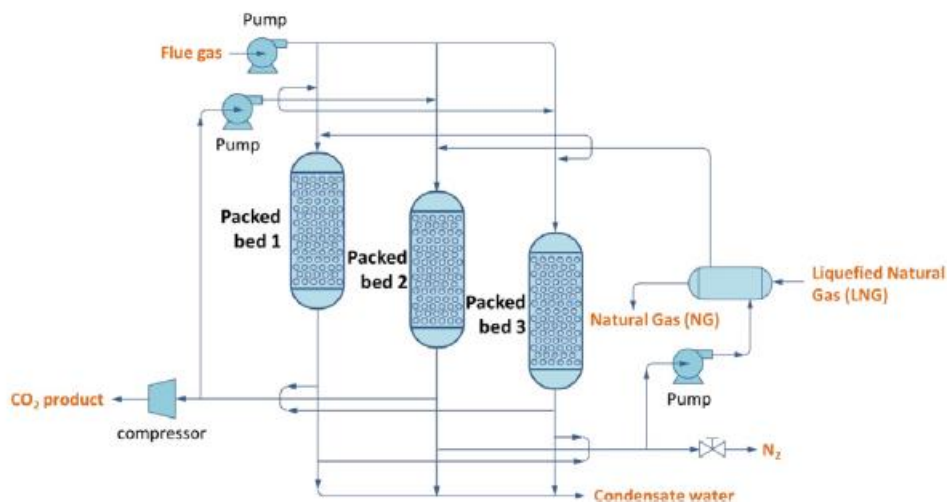 Pump
Flue gas
Pump
Packed
bed 1
Packed
bed 2
Packed
bed 3
Liquefied Natural
Gas (LNG)
Natural Gas (NG)
Pump
CO₂ product
compressor
N₂
Condensate water